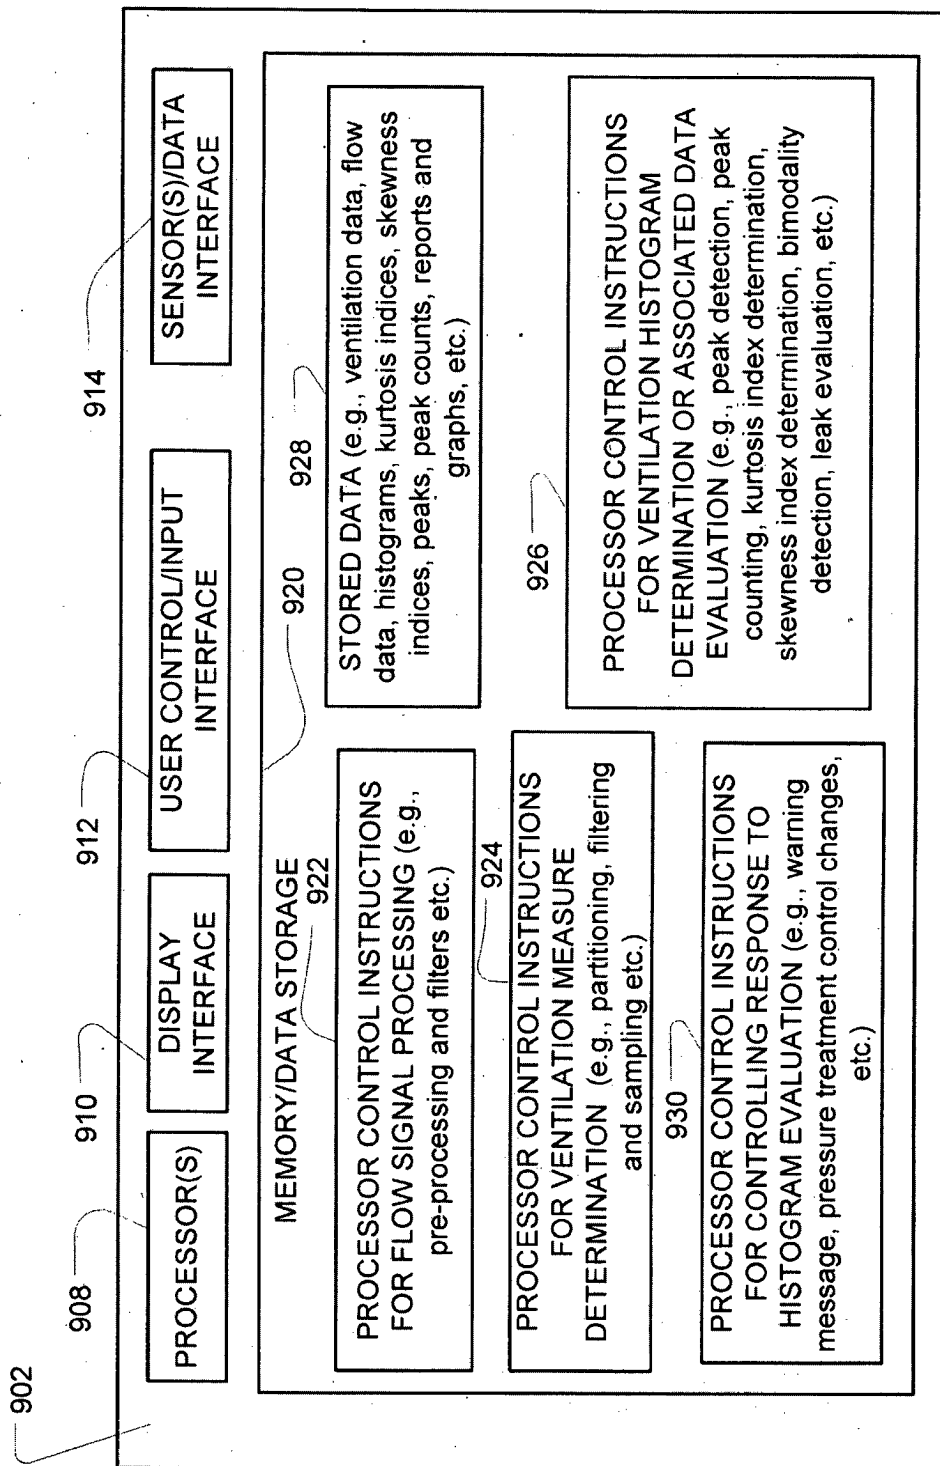 902
908
PROCESSOR(S)
910
DISPLAY
INTERFACE
912
USER CONTROL/INPUT
INTERFACE
914
SENSOR(S)/DATA
INTERFACE
920
MEMORY/DATA STORAGE
922
PROCESSOR CONTROL INSTRUCTIONS
FOR FLOW SIGNAL PROCESSING (e.g.,
pre-processing and filters etc.)
924
PROCESSOR CONTROL INSTRUCTIONS
FOR VENTILATION MEASURE
DETERMINATION (e.g., partitioning, filtering
and sampling etc.)
930
PROCESSOR CONTROL INSTRUCTIONS
FOR CONTROLLING RESPONSE TO
HISTOGRAM EVALUATION (e.g., warning
message, pressure treatment control changes,
etc.)
928
STORED DATA (e.g., ventilation data, flow
data, histograms, kurtosis indices, skewness
indices, peaks, peak counts, reports and
graphs, etc.)
926
PROCESSOR CONTROL INSTRUCTIONS
FOR VENTILATION HISTOGRAM
DETERMINATION OR ASSOCIATED DATA
EVALUATION (e.g., peak detection, peak
counting, kurtosis index determination,
skewness index determination, bimodality
detection, leak evaluation, etc.)